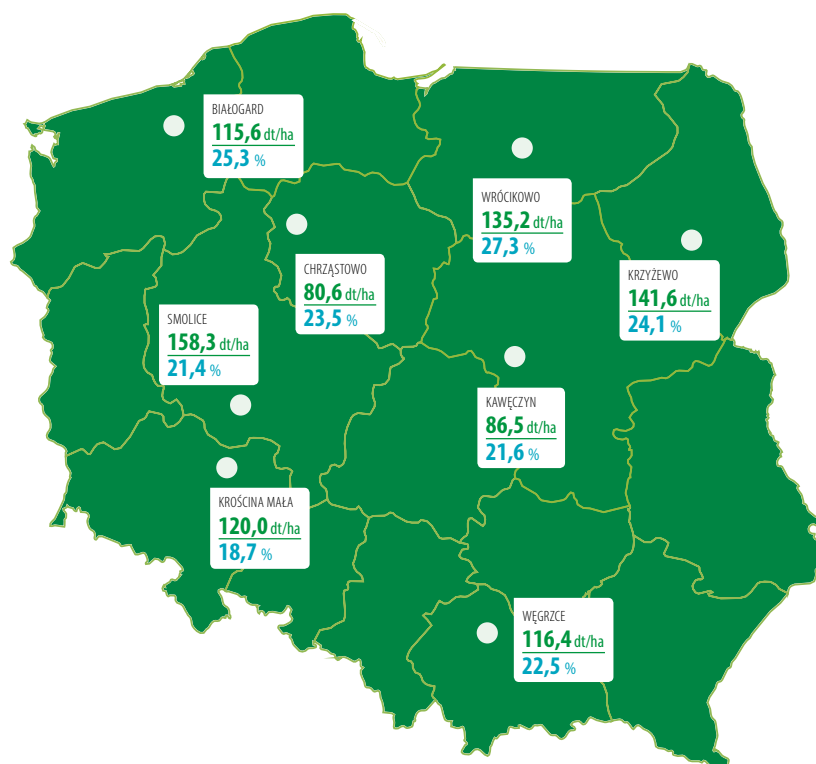 BIAŁOGARD
115,6 dt/ha
25,3 %
WRÓCIKOWO
135,2 dt/ha
27,3 %
CHRZĄSTOWO
80,6 dt/ha
23,5 %
KRZYŻEWO
141,6 dt/ha
24,1 %
SMOLICE
158,3 dt/ha
21,4 %
KAWĘCZYN
86,5 dt/ha
21,6 %
KROŚCINA MAŁA
120,0 dt/ha
18,7 %
WĘGRZCE
116,4 dt/ha
22,5 %